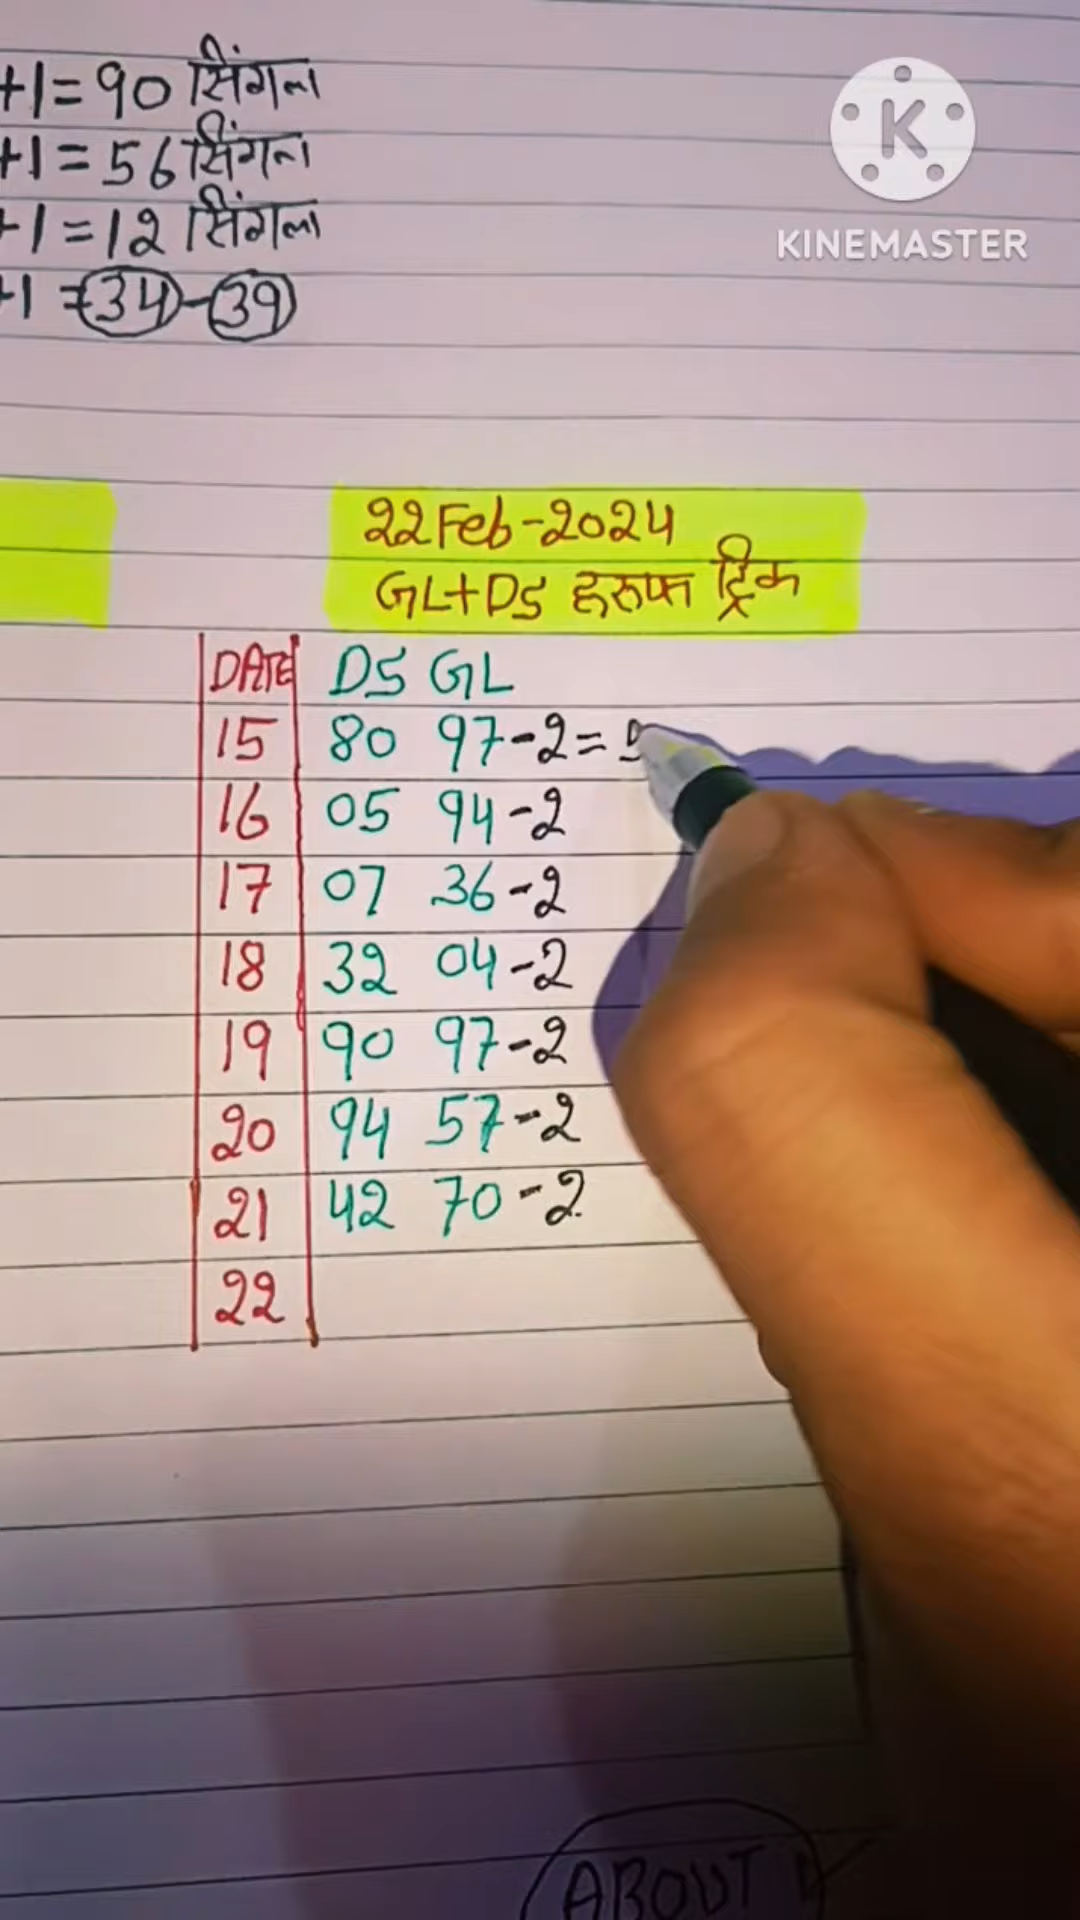 +1=90 सिंगल
+1=56 सिंगल
+1=12 सिंगल
+1=34-39
KINEMASTER
22Feb-2024
GL+DS हरूफ ट्रिक
DATE DS GL
15 80 97-2=5
16 05 94-2
17 07 36-2
18 32 04-2
19 90 97-2
20 94 57-2
21 42 70-2
22
ABOUT